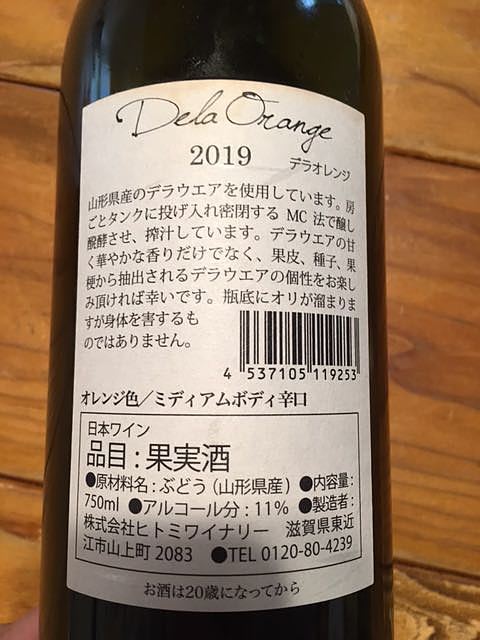 Dela Orange
2019 デラオレンジ
山形県産のデラウエアを使用しています。房
ごとタンクに投げ入れ密閉する MC 法で醸し
醗酵させ、搾汁しています。デラウエアの甘
く華やかな香りだけでなく、果皮、種子、果
梗から抽出されるデラウエアの個性をお楽し
み頂ければ幸いです。瓶底にオリが溜まりま
すが身体を害するも
のではありません。
4 537105 119253
オレンジ色／ミディアムボディ辛口
日本ワイン
品目：果実酒
●原材料名：ぶどう（山形県産）●内容量：
750ml ●アルコール分：11% ●製造者：
株式会社ヒトミワイナリー 滋賀県東近
江市山上町 2083 ●TEL 0120-80-4239
お酒は20歳になってから